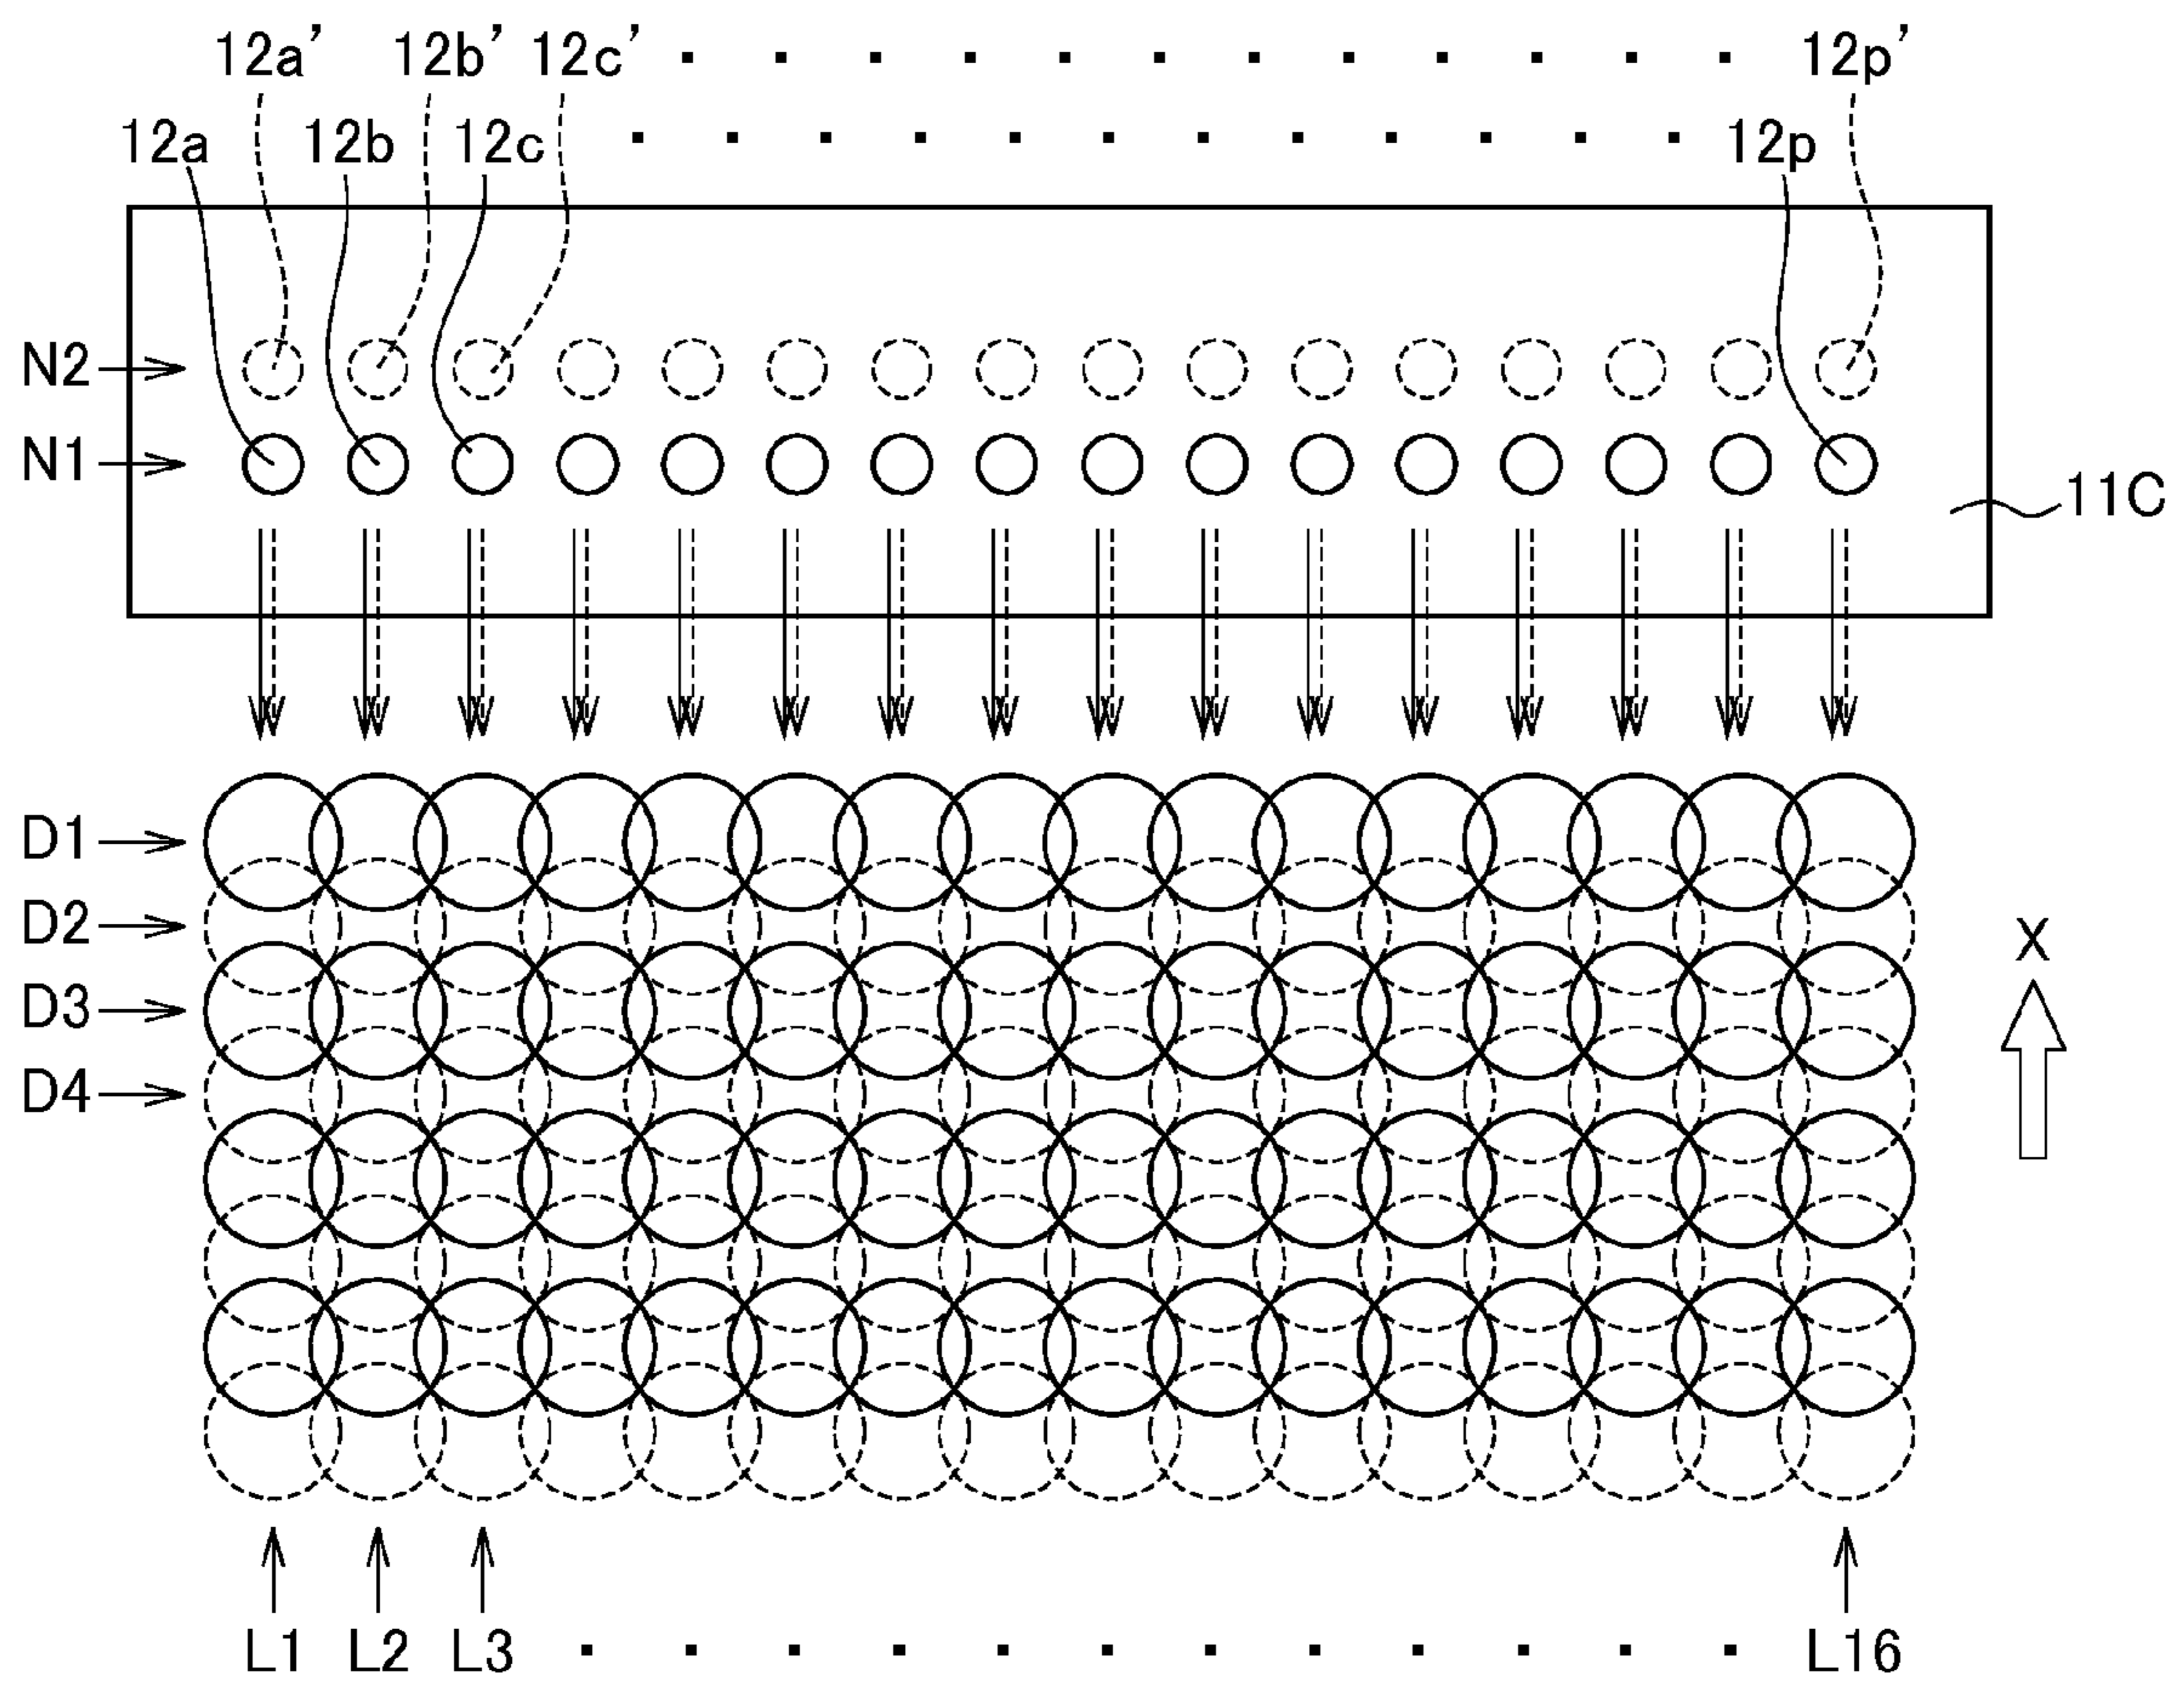 12a' 12b' 12c' · · · · · · · · · · · · 12p'
12a 12b 12c · · · · · · · · · · · · 12p
N2
N1
11C
D1
D2
X
D3
D4
L1 L2 L3 · · · · · · · · · · · · L16